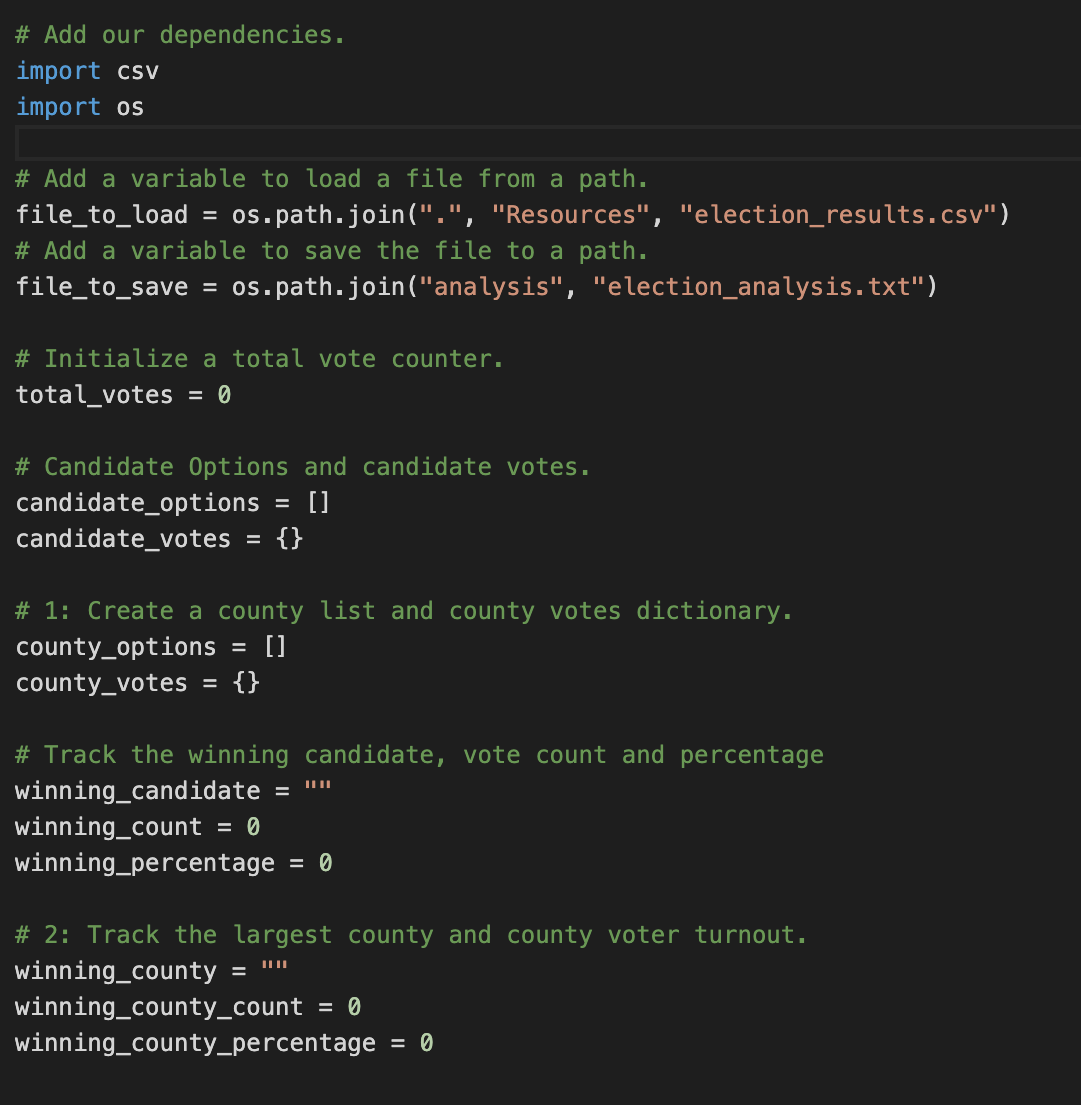 # Add our dependencies.
import csv
import os
# Add a variable to load a file from a path.
file_to_load = os.path.join(".", "Resources", "election_results.csv")
# Add a variable to save the file to a path.
file_to_save = os.path.join("analysis", "election_analysis.txt")
# Initialize a total vote counter.
total_votes = 0
# Candidate Options and candidate votes.
candidate_options = []
candidate_votes = {}
# 1: Create a county list and county votes dictionary.
county_options = []
county_votes = {}
# Track the winning candidate, vote count and percentage
winning_candidate = ""
winning_count = 0
winning_percentage = 0
# 2: Track the largest county and county voter turnout.
winning_county = ""
winning_county_count = 0
winning_county_percentage = 0